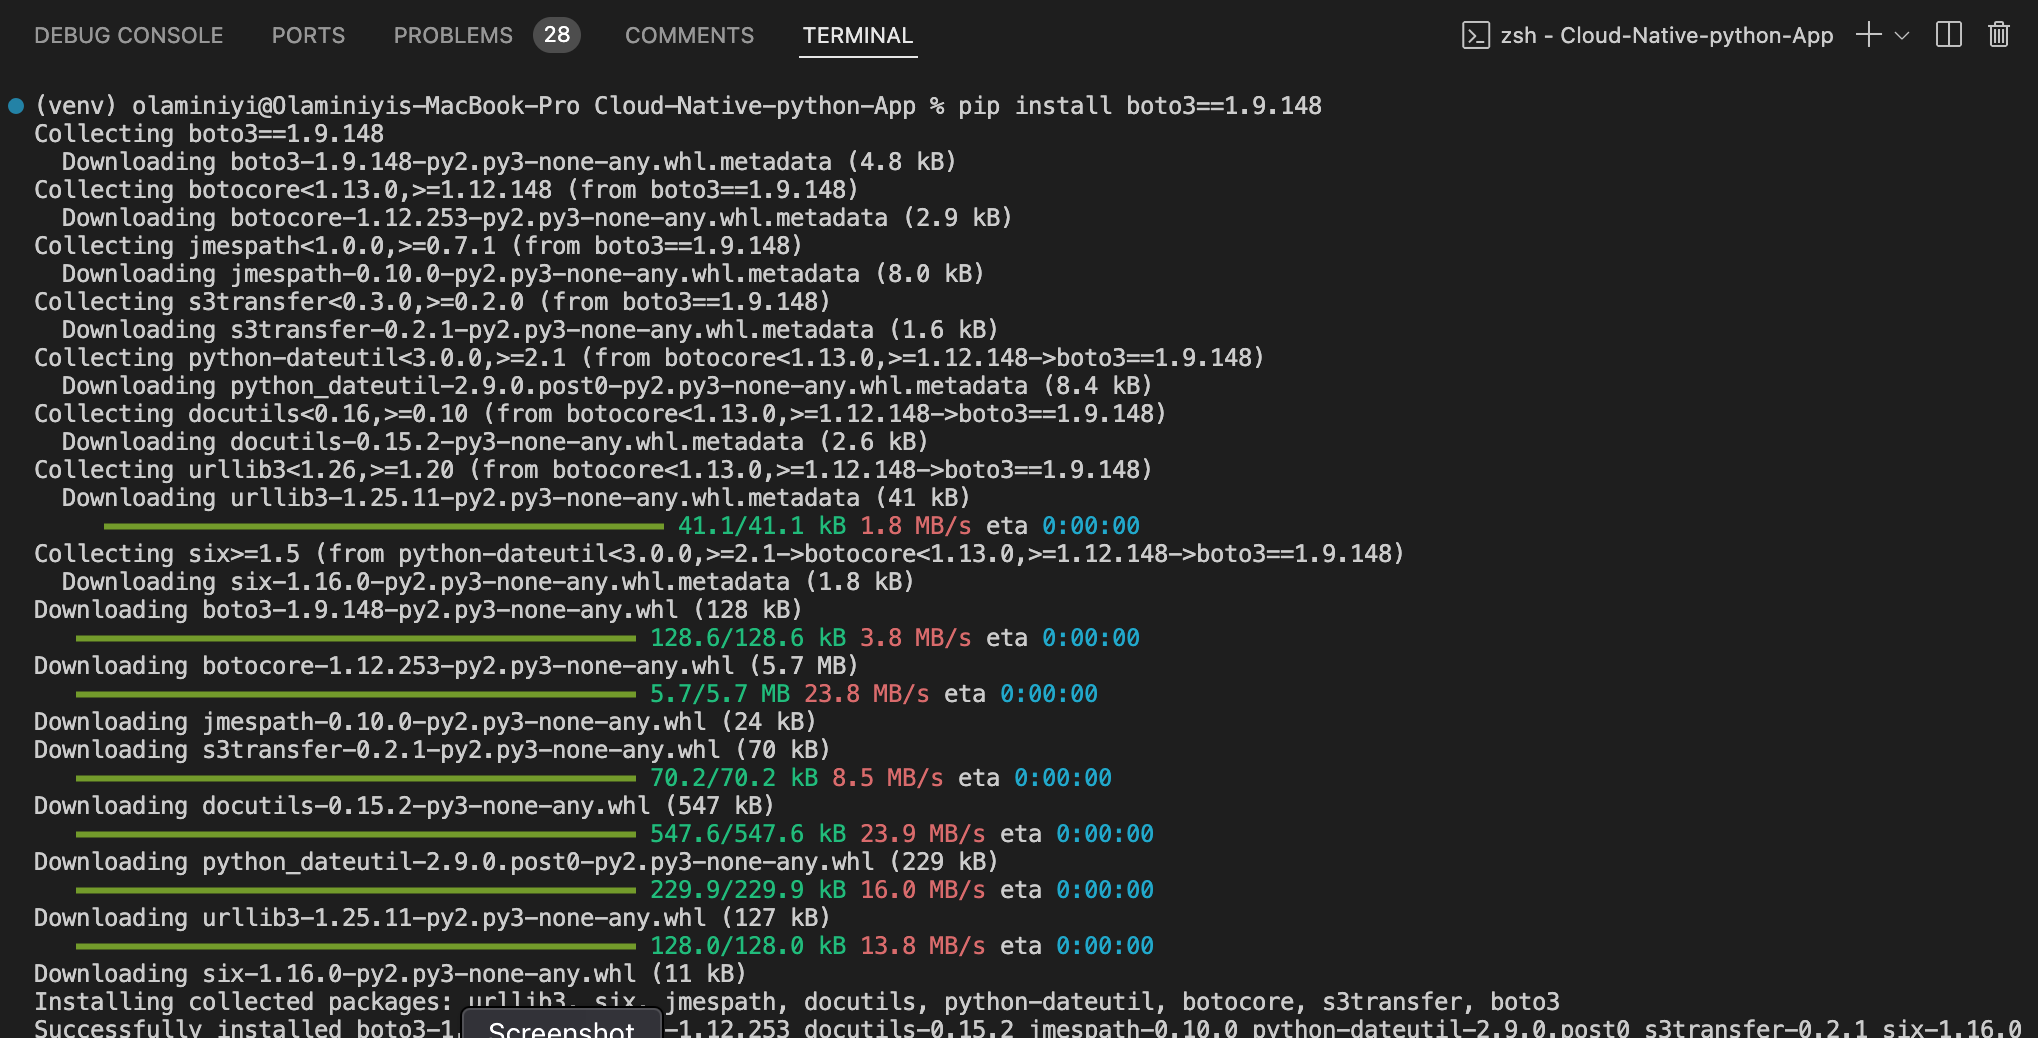 DEBUG CONSOLE PORTS PROBLEMS 28 COMMENTS TERMINAL zsh - Cloud-Native-python-App
(venv) olaminiyi@Olaminiyis-MacBook-Pro Cloud-Native-python-App % pip install boto3==1.9.148
Collecting boto3==1.9.148
Downloading boto3-1.9.148-py2.py3-none-any.whl.metadata (4.8 kB)
Collecting botocore<1.13.0,>=1.12.148 (from boto3==1.9.148)
Downloading botocore-1.12.253-py2.py3-none-any.whl.metadata (2.9 kB)
Collecting jmespath<1.0.0,>=0.7.1 (from boto3==1.9.148)
Downloading jmespath-0.10.0-py2.py3-none-any.whl.metadata (8.0 kB)
Collecting s3transfer<0.3.0,>=0.2.0 (from boto3==1.9.148)
Downloading s3transfer-0.2.1-py2.py3-none-any.whl.metadata (1.6 kB)
Collecting python-dateutil<3.0.0,>=2.1 (from botocore<1.13.0,>=1.12.148->boto3==1.9.148)
Downloading python_dateutil-2.9.0.post0-py2.py3-none-any.whl.metadata (8.4 kB)
Collecting docutils<0.16,>=0.10 (from botocore<1.13.0,>=1.12.148->boto3==1.9.148)
Downloading docutils-0.15.2-py3-none-any.whl.metadata (2.6 kB)
Collecting urllib3<1.26,>=1.20 (from botocore<1.13.0,>=1.12.148->boto3==1.9.148)
Downloading urllib3-1.25.11-py2.py3-none-any.whl.metadata (41 kB)
41.1/41.1 kB 1.8 MB/s eta 0:00:00
Collecting six>=1.5 (from python-dateutil<3.0.0,>=2.1->botocore<1.13.0,>=1.12.148->boto3==1.9.148)
Downloading six-1.16.0-py2.py3-none-any.whl.metadata (1.8 kB)
Downloading boto3-1.9.148-py2.py3-none-any.whl (128 kB)
128.6/128.6 kB 3.8 MB/s eta 0:00:00
Downloading botocore-1.12.253-py2.py3-none-any.whl (5.7 MB)
5.7/5.7 MB 23.8 MB/s eta 0:00:00
Downloading jmespath-0.10.0-py2.py3-none-any.whl (24 kB)
Downloading s3transfer-0.2.1-py2.py3-none-any.whl (70 kB)
70.2/70.2 kB 8.5 MB/s eta 0:00:00
Downloading docutils-0.15.2-py3-none-any.whl (547 kB)
547.6/547.6 kB 23.9 MB/s eta 0:00:00
Downloading python_dateutil-2.9.0.post0-py2.py3-none-any.whl (229 kB)
229.9/229.9 kB 16.0 MB/s eta 0:00:00
Downloading urllib3-1.25.11-py2.py3-none-any.whl (127 kB)
128.0/128.0 kB 13.8 MB/s eta 0:00:00
Downloading six-1.16.0-py2.py3-none-any.whl (11 kB)
Installing collected packages: urllib3, six, jmespath, docutils, python-dateutil, botocore, s3transfer, boto3
Successfully installed boto3-1. -1.12.253 docutils-0.15.2 jmespath-0.10.0 python-dateutil-2.9.0.post0 s3transfer-0.2.1 six-1.16.0
Screenshot